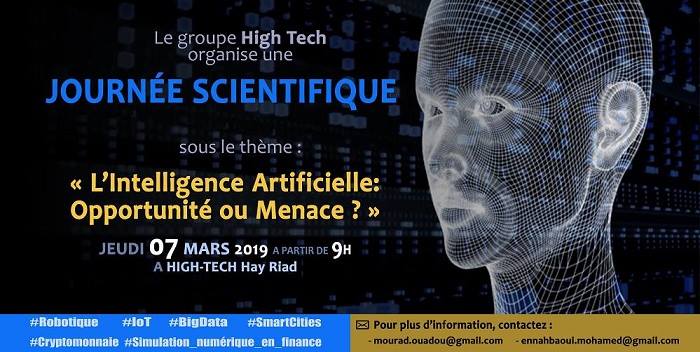 Le groupe High Tech
organise une
JOURNÉE SCIENTIFIQUE
sous le thème :
« L'Intelligence Artificielle:
Opportunité ou Menace ? »
JEUDI 07 MARS 2019 A PARTIR DE 9H
A HIGH-TECH Hay Riad
#Robotique #IoT #BigData #SmartCities
#Cryptomonnaie #Simulation_numérique_en_finance
Pour plus d'information, contactez :
- mourad.ouadou@gmail.com - ennahbaoui.mohamed@gmail.com